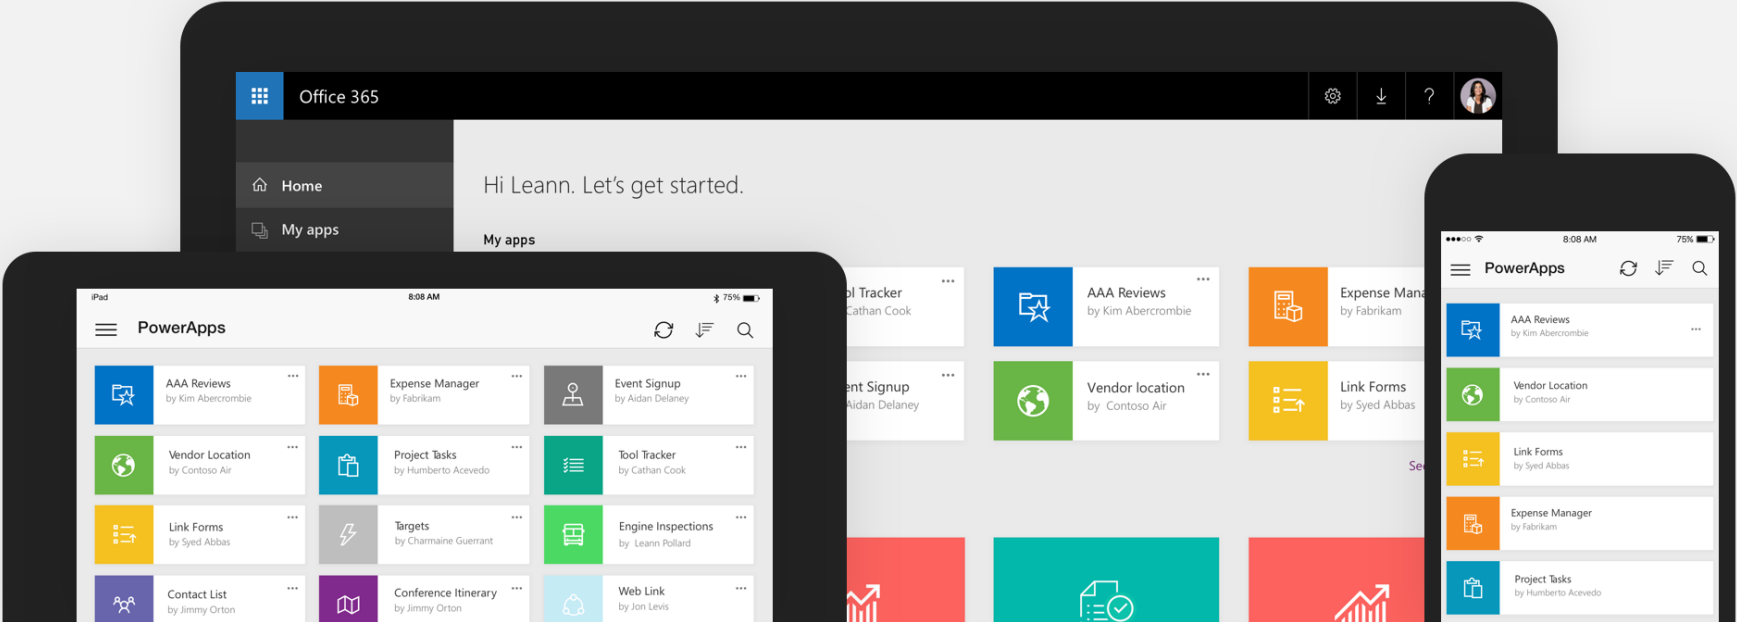 Office 365
?
Home
My apps
Hi Leann. Let's get started.
My apps
Tool Tracker
Cathan Cook
AAA Reviews
by Kim Abercrombie
Expense
by Fabrikam
Event Signup
Aidan Delaney
Vendor location
by Contoso Air
Link Forms
by Syed Abbas
iPad
8:08 AM
75%
PowerApps
AAA Reviews
by Kim Abercrombie
Expense Manager
by Fabrikam
Event Signup
by Aidan Delaney
Vendor Location
by Contoso Air
Project Tasks
by Humberto Acevedo
Tool Tracker
by Cathan Cook
Link Forms
by Syed Abbas
Targets
by Charmaine Guerrant
Engine Inspections
by Leann Pollard
Contact List
by Jimmy Orton
Conference Itinerary
by Jimmy Orton
Web Link
by Jon Levis
8:08 AM
75%
PowerApps
AAA Reviews
by Kim Abercrombie
Vendor Location
by Contoso Air
Link Forms
by Syed Abbas
Expense Manager
by Fabrikam
Project Tasks
by Humberto Acevedo